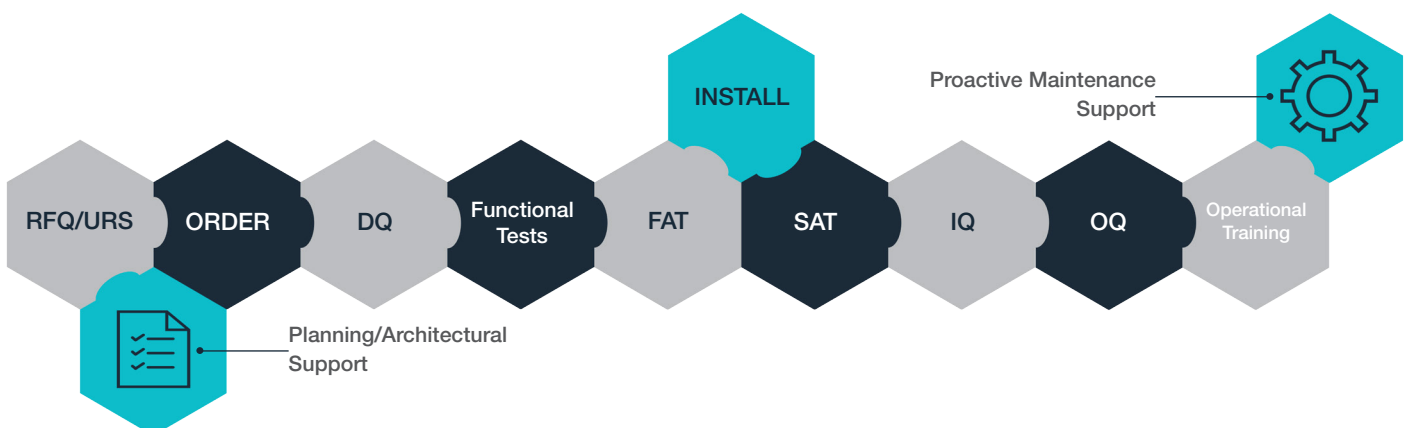 INSTALL
Proactive Maintenance
Support
RFQ/URS
ORDER
DQ
Functional
Tests
FAT
SAT
IQ
OQ
Operational
Training
Planning/Architectural
Support